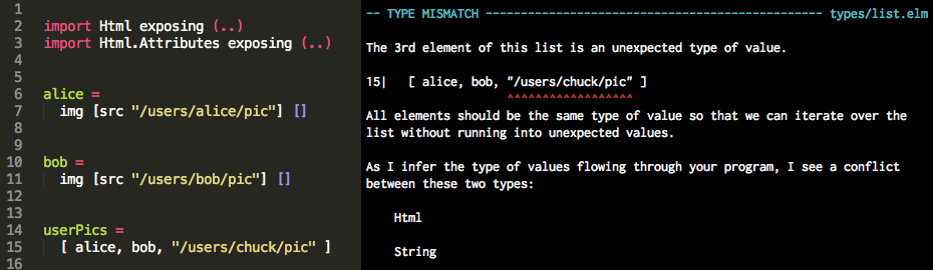 1
2 import Html exposing (..)
3 import Html.Attributes exposing (..)
4
5
6 alice =
7 img [src "/users/alice/pic"] []
8
9
10 bob =
11 img [src "/users/bob/pic"] []
12
13
14 userPics =
15 [ alice, bob, "/users/chuck/pic" ]
16
-- TYPE MISMATCH ----------------------------------------------- types/list.elm
The 3rd element of this list is an unexpected type of value.
15| [ alice, bob, "/users/chuck/pic" ]
^^^^^^^^^^^^^^^^^^
All elements should be the same type of value so that we can iterate over the
list without running into unexpected values.
As I infer the type of values flowing through your program, I see a conflict
between these two types:
Html
String